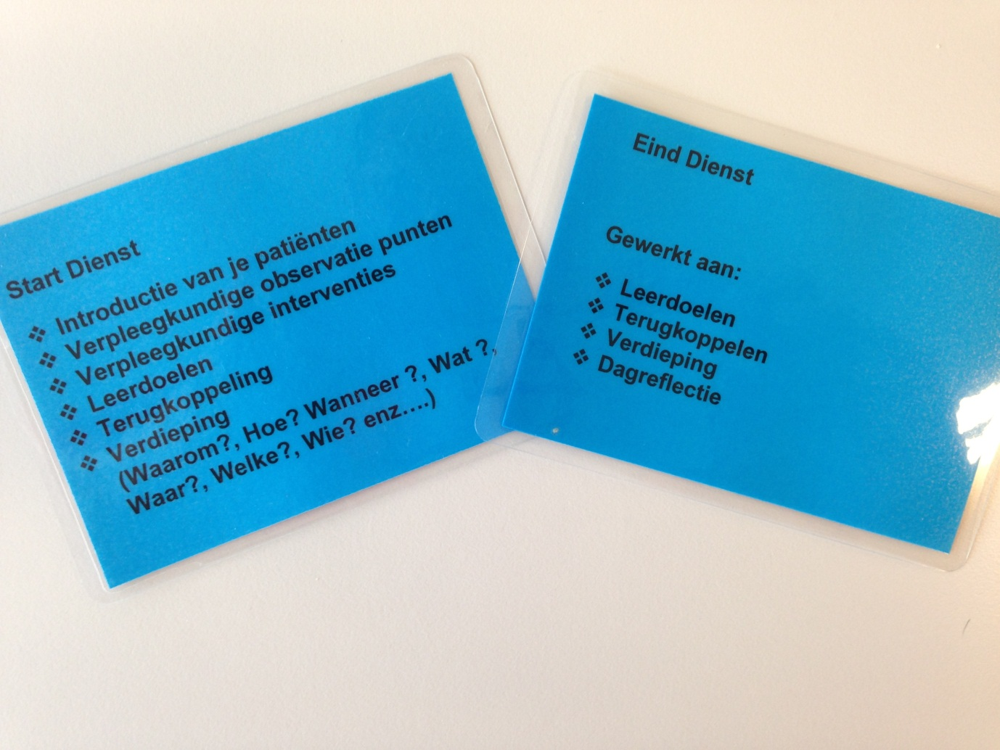 Start Dienst
❖ Introductie van je patiënten
❖ Verpleegkundige observatie punten
❖ Verpleegkundige interventies
❖ Leerdoelen
❖ Terugkoppeling
❖ Verdieping
(Waarom?, Hoe? Wanneer ?, Wat ?,
Waar?, Welke?, Wie? enz....)
Eind Dienst
Gewerkt aan:
❖ Leerdoelen
❖ Terugkoppelen
❖ Verdieping
❖ Dagreflectie